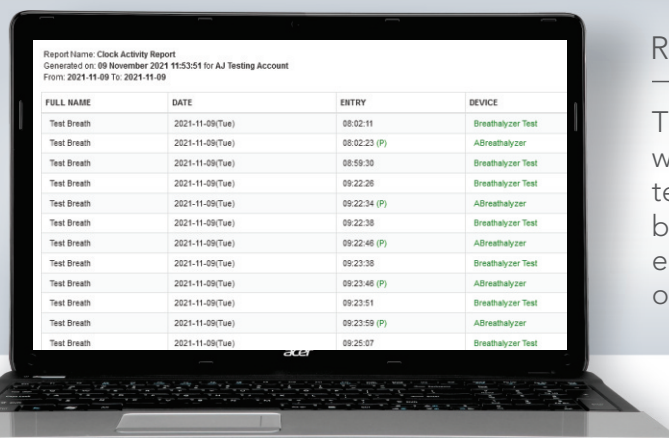 Report Name: Clock Activity Report
Generated on: 09 November 2021 11:53:51 for AJ Testing Account
From: 2021-11-09 To: 2021-11-09
FULL NAME DATE ENTRY DEVICE
Test Breath 2021-11-09(Tue) 08:02:11 Breathalyzer Test
Test Breath 2021-11-09(Tue) 08:02:23 (P) ABreathalyzer
Test Breath 2021-11-09(Tue) 08:59:30 Breathalyzer Test
Test Breath 2021-11-09(Tue) 09:22:26 Breathalyzer Test
Test Breath 2021-11-09(Tue) 09:22:34 (P) ABreathalyzer
Test Breath 2021-11-09(Tue) 09:22:38 Breathalyzer Test
Test Breath 2021-11-09(Tue) 09:22:46 (P) ABreathalyzer
Test Breath 2021-11-09(Tue) 09:23:38 Breathalyzer Test
Test Breath 2021-11-09(Tue) 09:23:46 (P) ABreathalyzer
Test Breath 2021-11-09(Tue) 09:23:51 Breathalyzer Test
Test Breath 2021-11-09(Tue) 09:23:59 (P) ABreathalyzer
Test Breath 2021-11-09(Tue) 09:25:07 Breathalyzer Test
acer